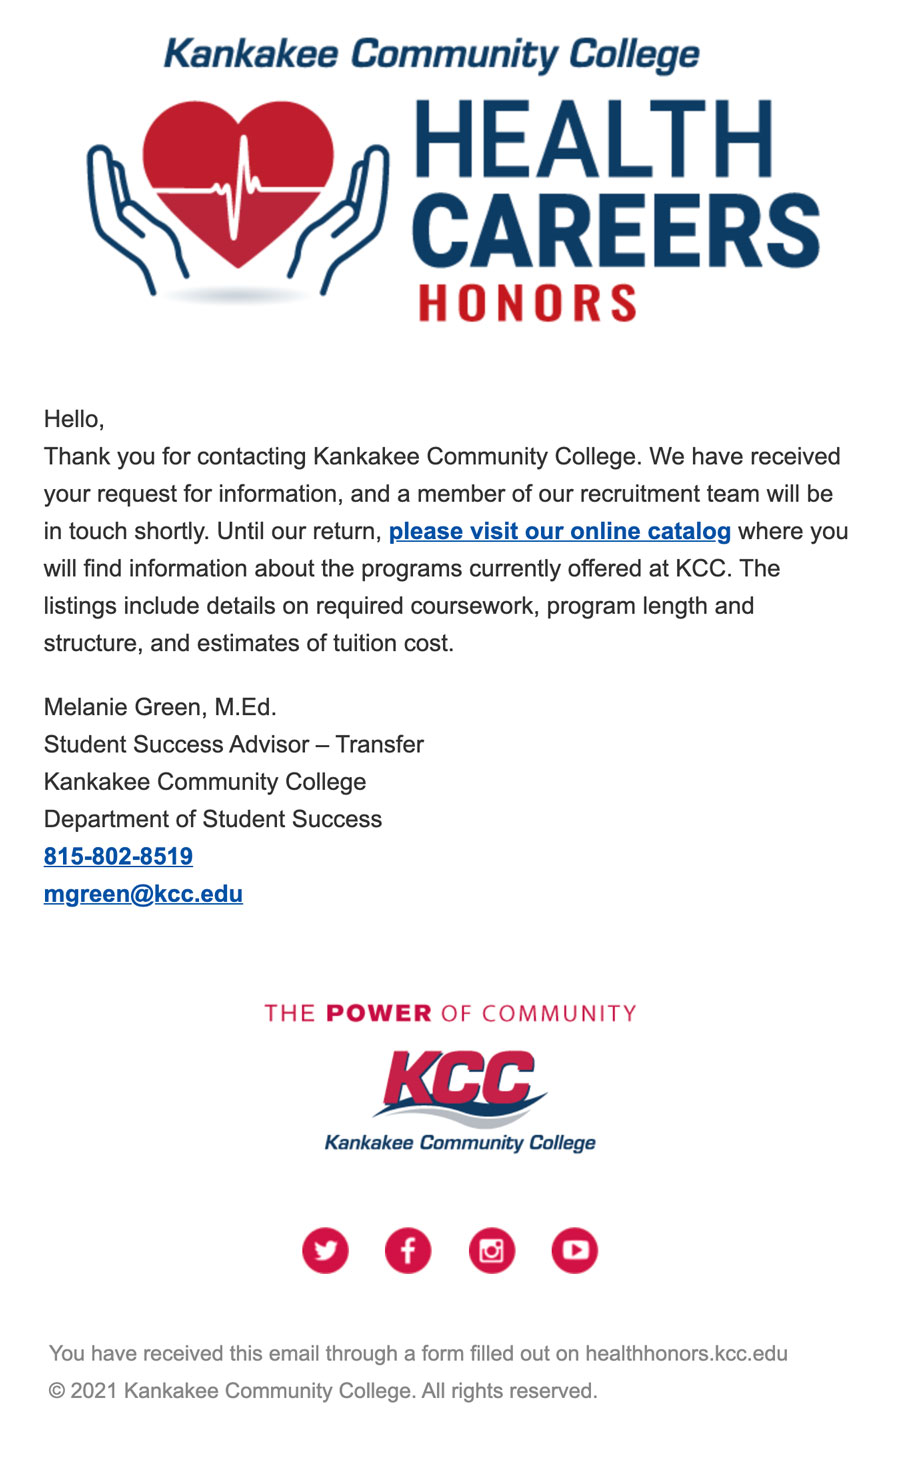 Kankakee Community College
HEALTH
CAREERS
HONORS
Hello,
Thank you for contacting Kankakee Community College. We have received
your request for information, and a member of our recruitment team will be
in touch shortly. Until our return, please visit our online catalog where you
will find information about the programs currently offered at KCC. The
listings include details on required coursework, program length and
structure, and estimates of tuition cost.
Melanie Green, M.Ed.
Student Success Advisor – Transfer
Kankakee Community College
Department of Student Success
815-802-8519
mgreen@kcc.edu
THE POWER OF COMMUNITY
KCC
Kankakee Community College
You have received this email through a form filled out on healthhonors.kcc.edu
© 2021 Kankakee Community College. All rights reserved.